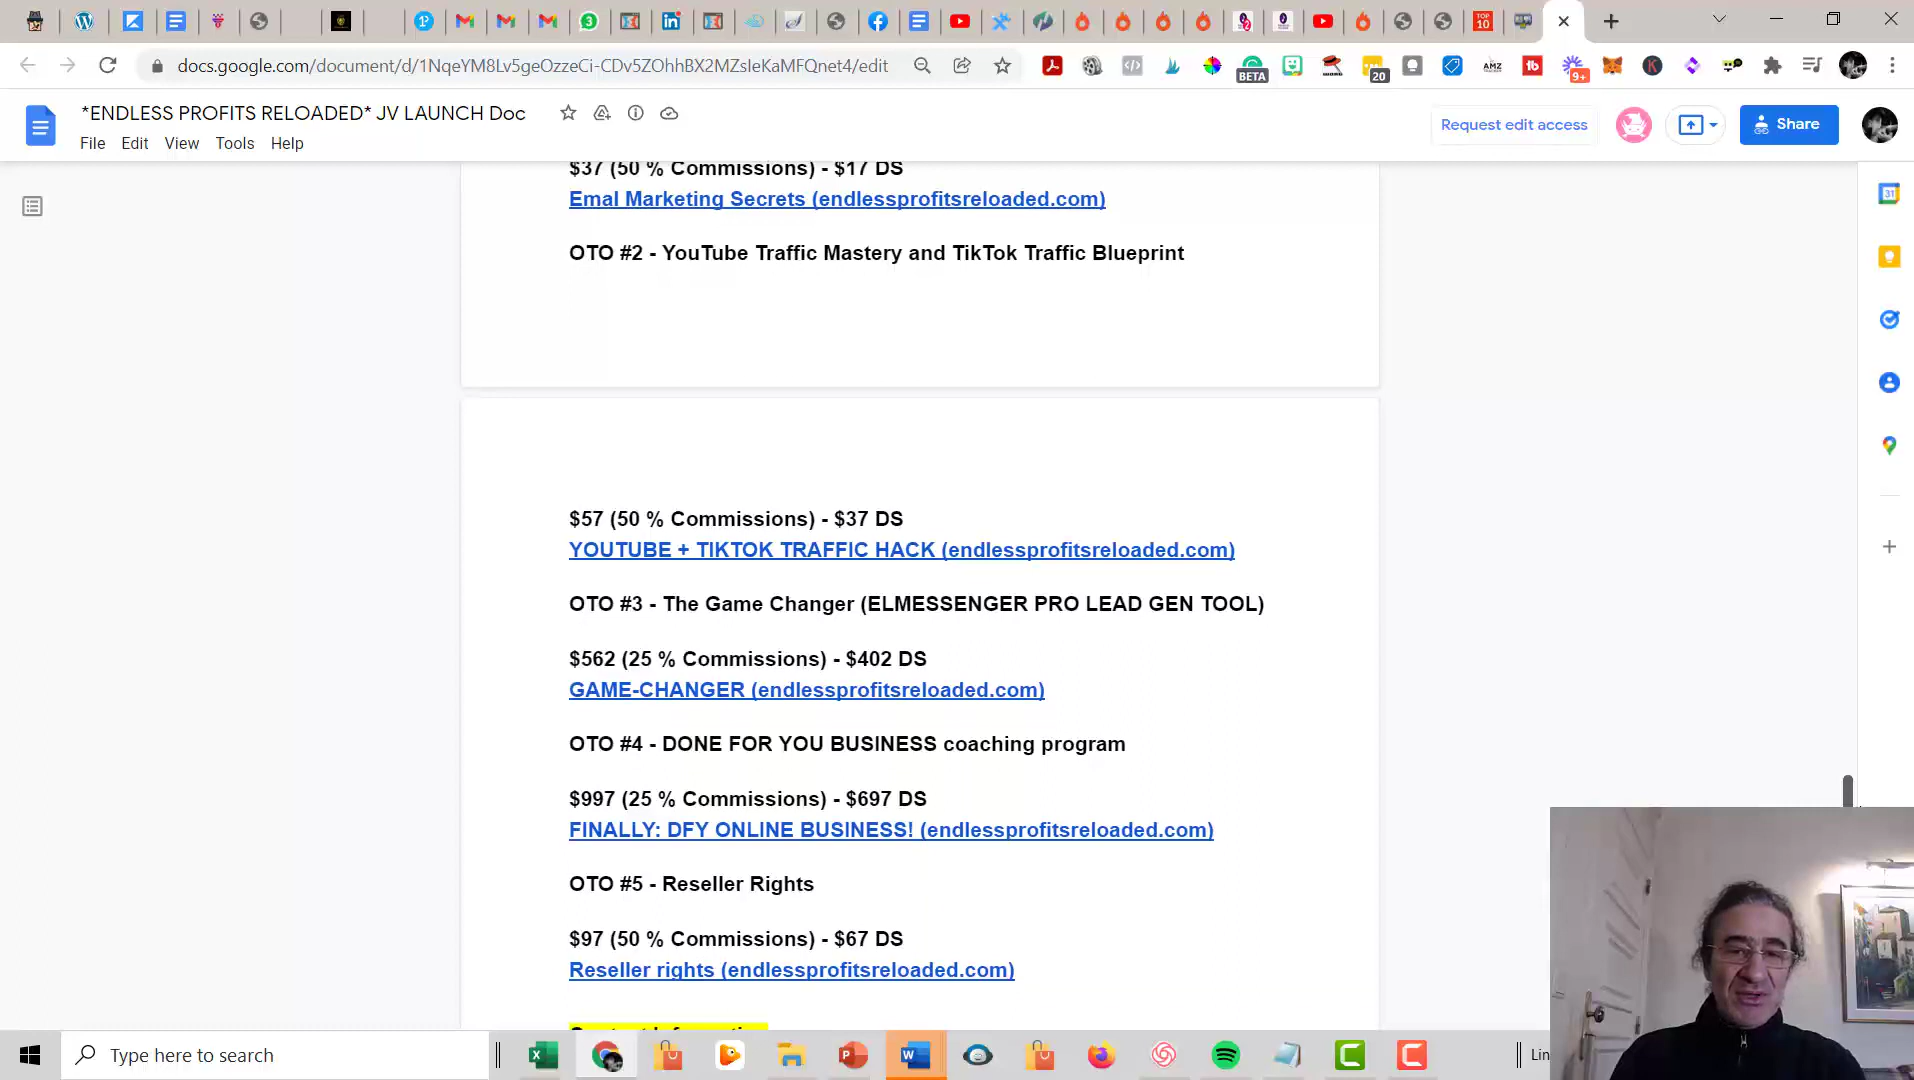 docs.google.com/document/d/1NqeYM8Lv5geOzzeCi-CDv5ZOhhBX2MZsIeKaMFQnet4/edit
BETA
20
9+
*ENDLESS PROFITS RELOADED* JV LAUNCH Doc
File Edit View Tools Help
Request edit access
Share
$37 (50 % Commissions) - $17 DS
Emal Marketing Secrets (endlessprofitsreloaded.com)
OTO #2 - YouTube Traffic Mastery and TikTok Traffic Blueprint
$57 (50 % Commissions) - $37 DS
YOUTUBE + TIKTOK TRAFFIC HACK (endlessprofitsreloaded.com)
OTO #3 - The Game Changer (ELMESSENGER PRO LEAD GEN TOOL)
$562 (25 % Commissions) - $402 DS
GAME-CHANGER (endlessprofitsreloaded.com)
OTO #4 - DONE FOR YOU BUSINESS coaching program
$997 (25 % Commissions) - $697 DS
FINALLY: DFY ONLINE BUSINESS! (endlessprofitsreloaded.com)
OTO #5 - Reseller Rights
$97 (50 % Commissions) - $67 DS
Reseller rights (endlessprofitsreloaded.com)
Type here to search
Lin